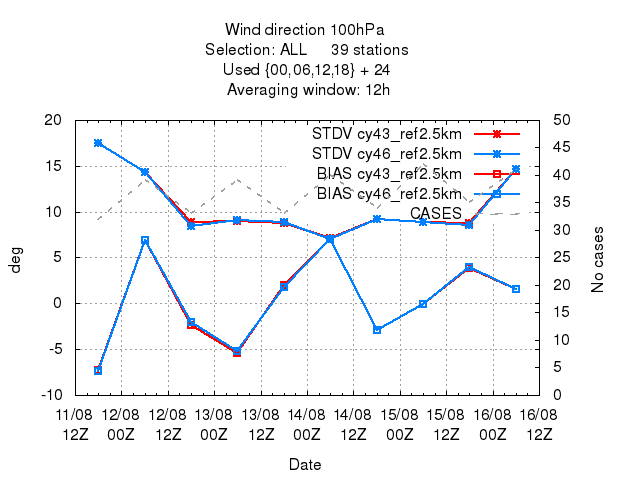 Wind direction 100hPa
Selection: ALL 39 stations
Used {00,06,12,18} + 24
Averaging window: 12h
20 50
45
15 40
35
10 30
25
5 20
0 15
10
-5 5
-10 0
deg
No cases
STDV cy43_ref2.5km
STDV cy46_ref2.5km
BIAS cy43_ref2.5km
BIAS cy46_ref2.5km
CASES
11/08 12/08 12/08 13/08 13/08 14/08 14/08 15/08 15/08 16/08 16/08
12Z 00Z 12Z 00Z 12Z 00Z 12Z 00Z 12Z 00Z 12Z
Date